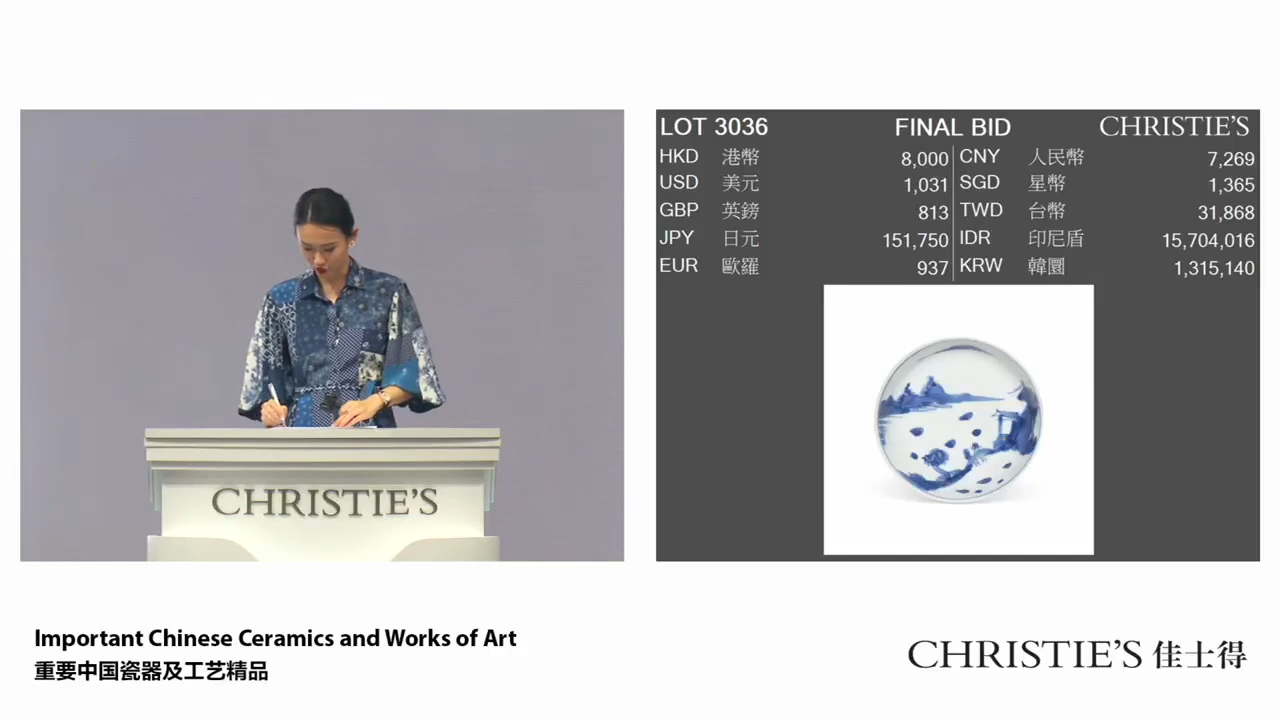 LOT 3036 FINAL BID CHRISTIE'S
HKD 港幣 8,000 CNY 人民幣 7,269
USD 美元 1,031 SGD 星幣 1,365
GBP 英鎊 813 TWD 台幣 31,868
JPY 日元 151,750 IDR 印尼盾 15,704,016
EUR 歐羅 937 KRW 韓圜 1,315,140
CHRISTIE'S
Important Chinese Ceramics and Works of Art
重要中国瓷器及工艺精品
CHRISTIE'S 佳士得